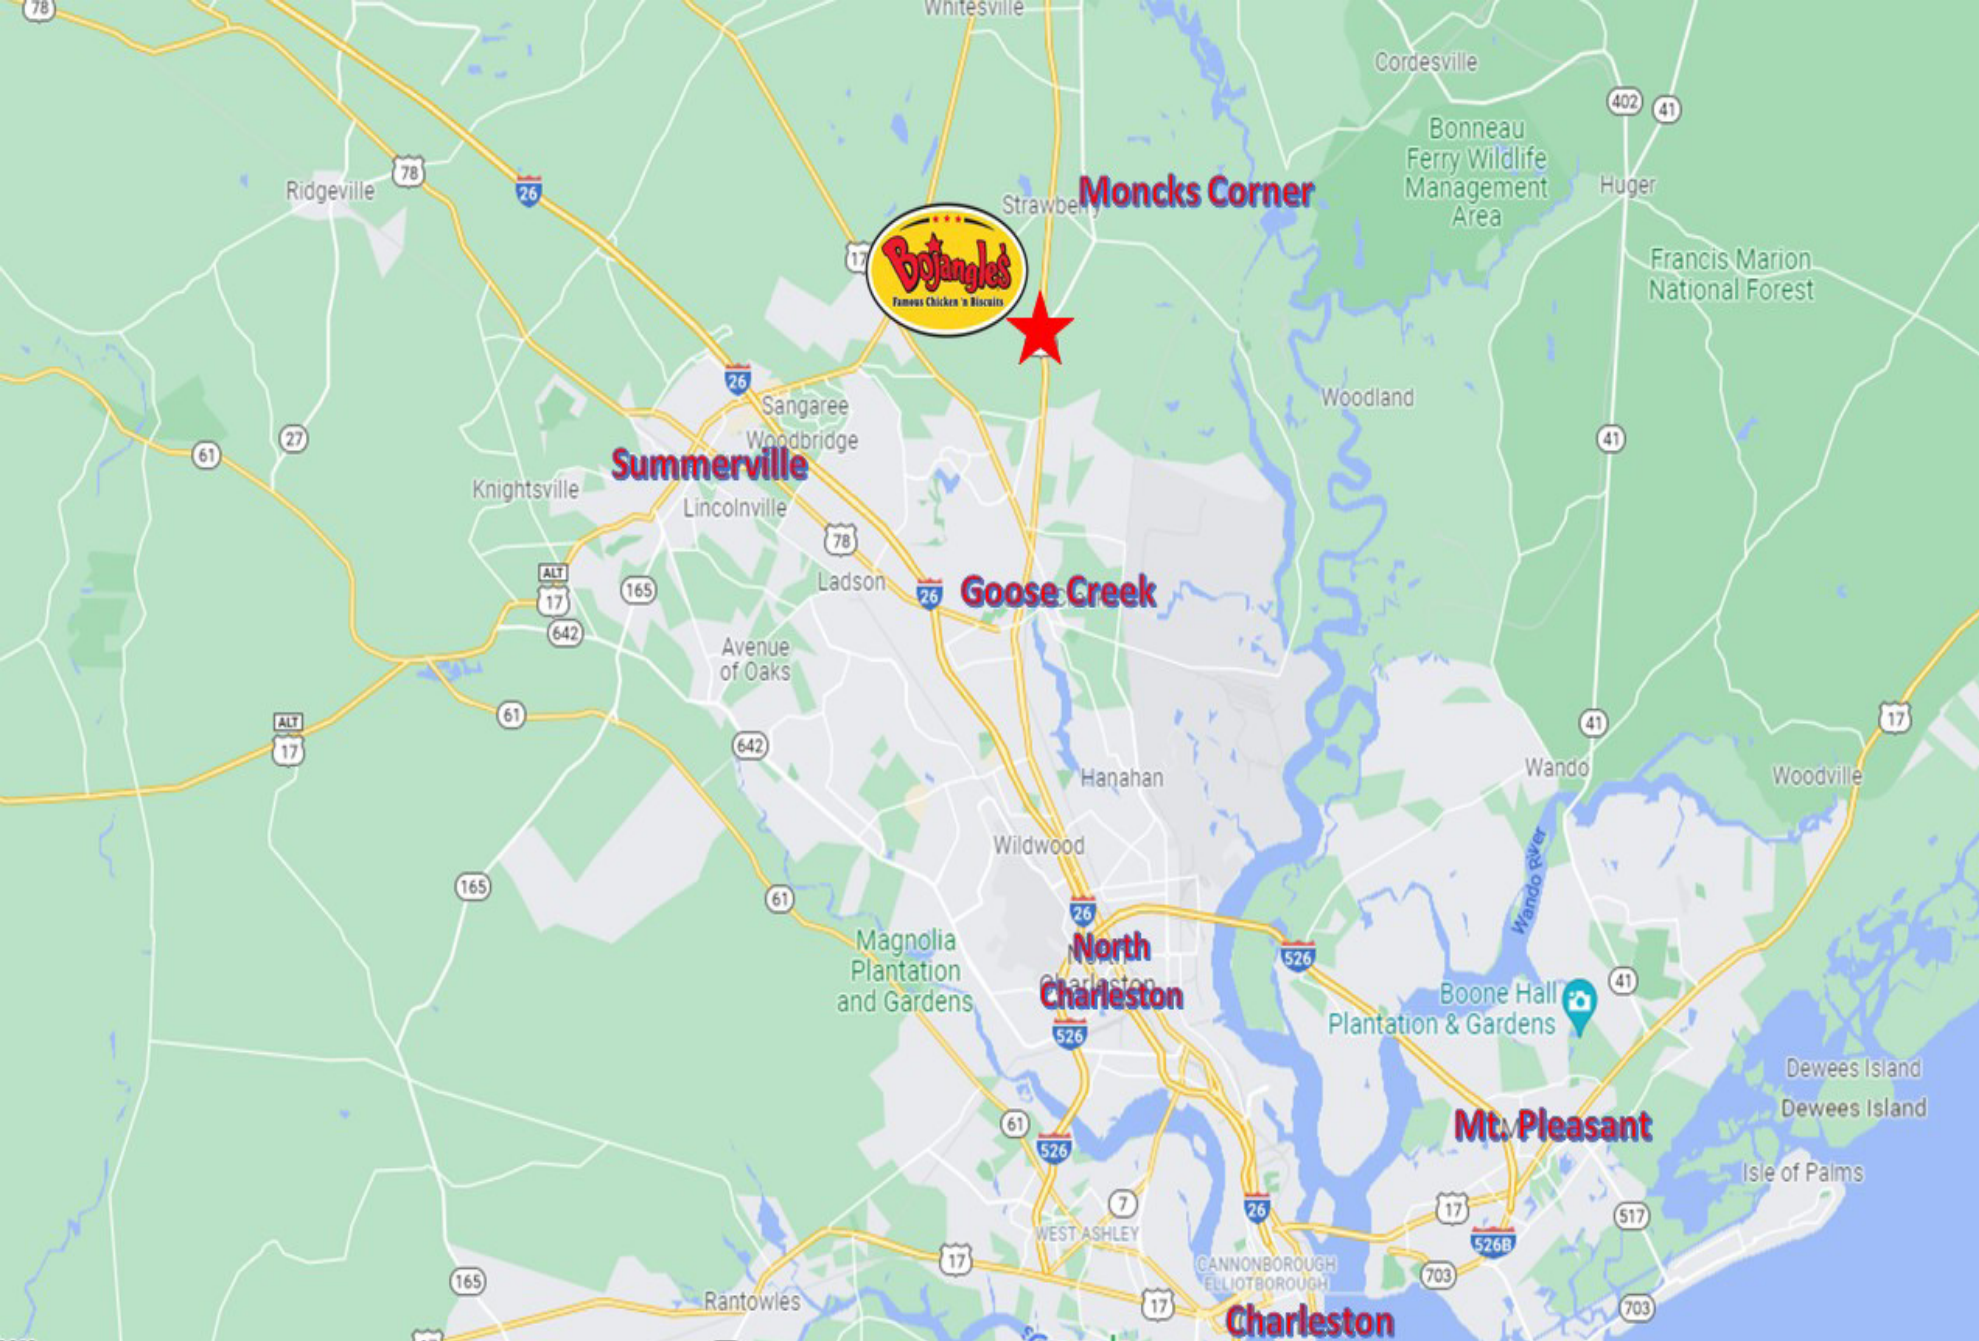 78
Whitesville
Cordesville
402
41
Bonneau
Ferry Wildlife
Management
Area
Huger
78
26
Ridgeville
Moncks Corner
17
Bojangles'
Famous Chicken 'n Biscuits
Francis Marion
National Forest
26
Sangaree
Woodbridge
Woodland
61
27
41
Summerville
Knightsville
Lincolnville
78
ALT
17
165
Ladson
26
Goose Creek
642
Avenue
of Oaks
ALT
17
61
642
41
17
Hanahan
Wando
Woodville
Wildwood
165
61
Wando River
26
Magnolia
Plantation
and Gardens
North
Charleston
526
526
41
Boone Hall
Plantation & Gardens
Dewees Island
Dewees Island
61
526
Mt. Pleasant
Isle of Palms
7
26
17
517
WEST ASHLEY
526B
17
CANNONBOROUGH
ELLIOTBOROUGH
703
165
Rantowles
17
703
Charleston